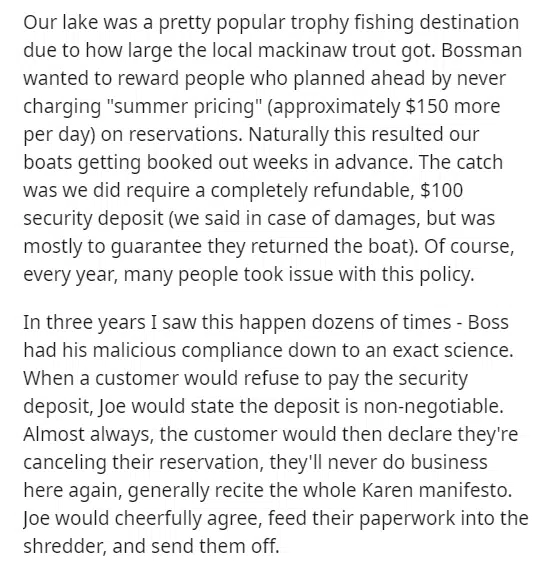 Our lake was a pretty popular trophy fishing destination
due to how large the local mackinaw trout got. Bossman
wanted to reward people who planned ahead by never
charging "summer pricing" (approximately $150 more
per day) on reservations. Naturally this resulted our
boats getting booked out weeks in advance. The catch
was we did require a completely refundable, $100
security deposit (we said in case of damages, but was
mostly to guarantee they returned the boat). Of course,
every year, many people took issue with this policy.
In three years I saw this happen dozens of times - Boss
had his malicious compliance down to an exact science.
When a customer would refuse to pay the security
deposit, Joe would state the deposit is non-negotiable.
Almost always, the customer would then declare they're
canceling their reservation, they'll never do business
here again, generally recite the whole Karen manifesto.
Joe would cheerfully agree, feed their paperwork into the
shredder, and send them off.